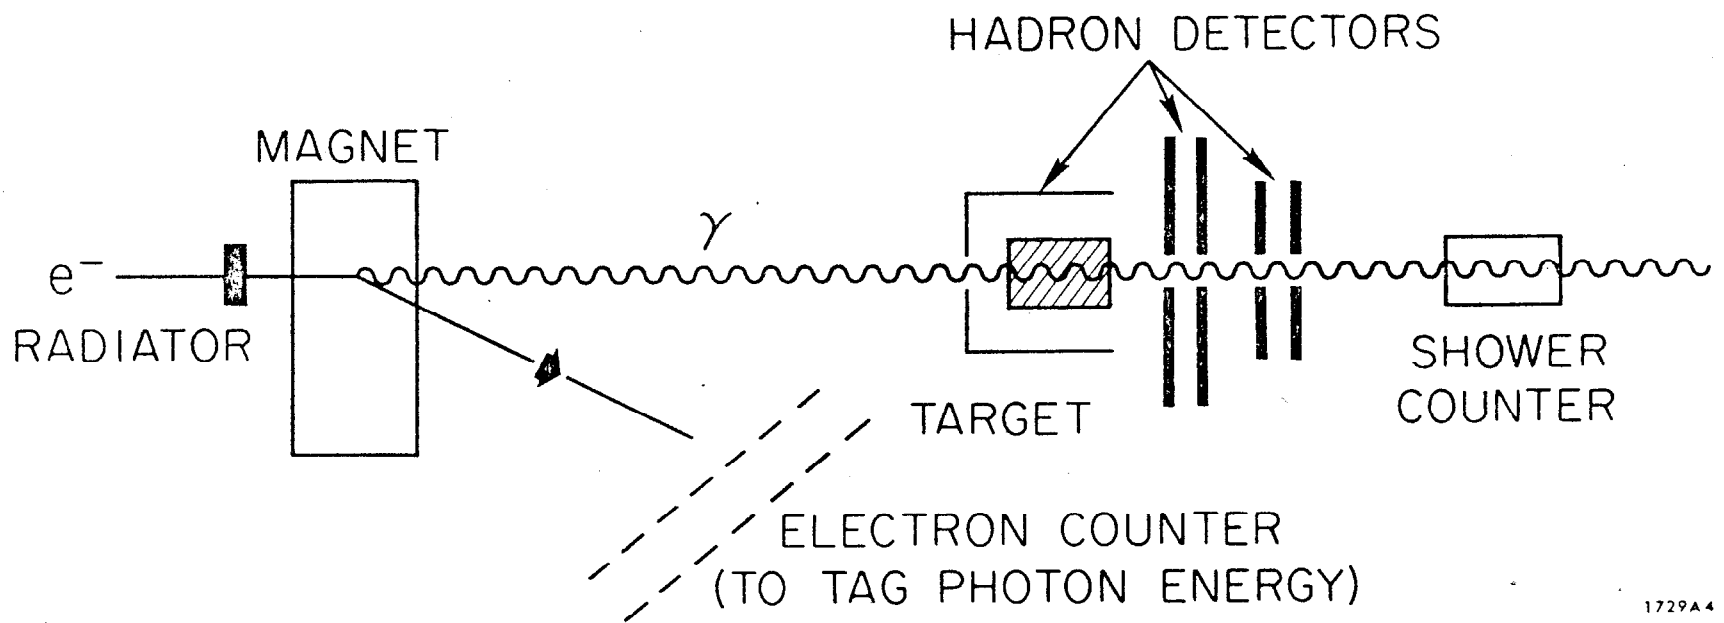 HADRON DETECTORS
MAGNET
γ
e⁻
RADIATOR
SHOWER
COUNTER
TARGET
ELECTRON COUNTER
(TO TAG PHOTON ENERGY)
1729A4